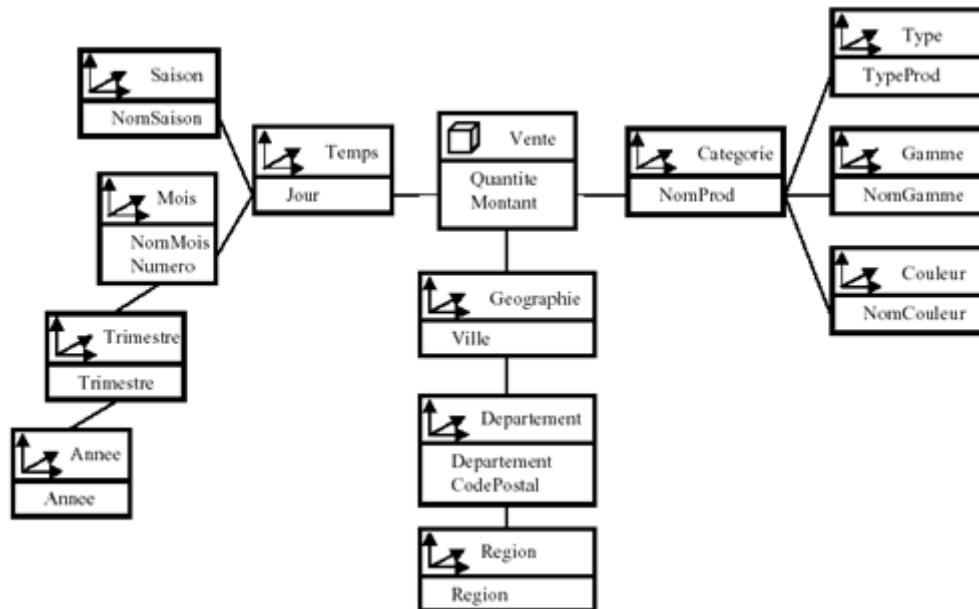 Saison
NomSaison
Mois
NomMois
Numero
Trimestre
Trimestre
Annee
Annee
Temps
Jour
Vente
Quantite
Montant
Geographie
Ville
Departement
Departement
CodePostal
Region
Region
Categorie
NomProd
Type
TypeProd
Gamme
NomGamme
Couleur
NomCouleur